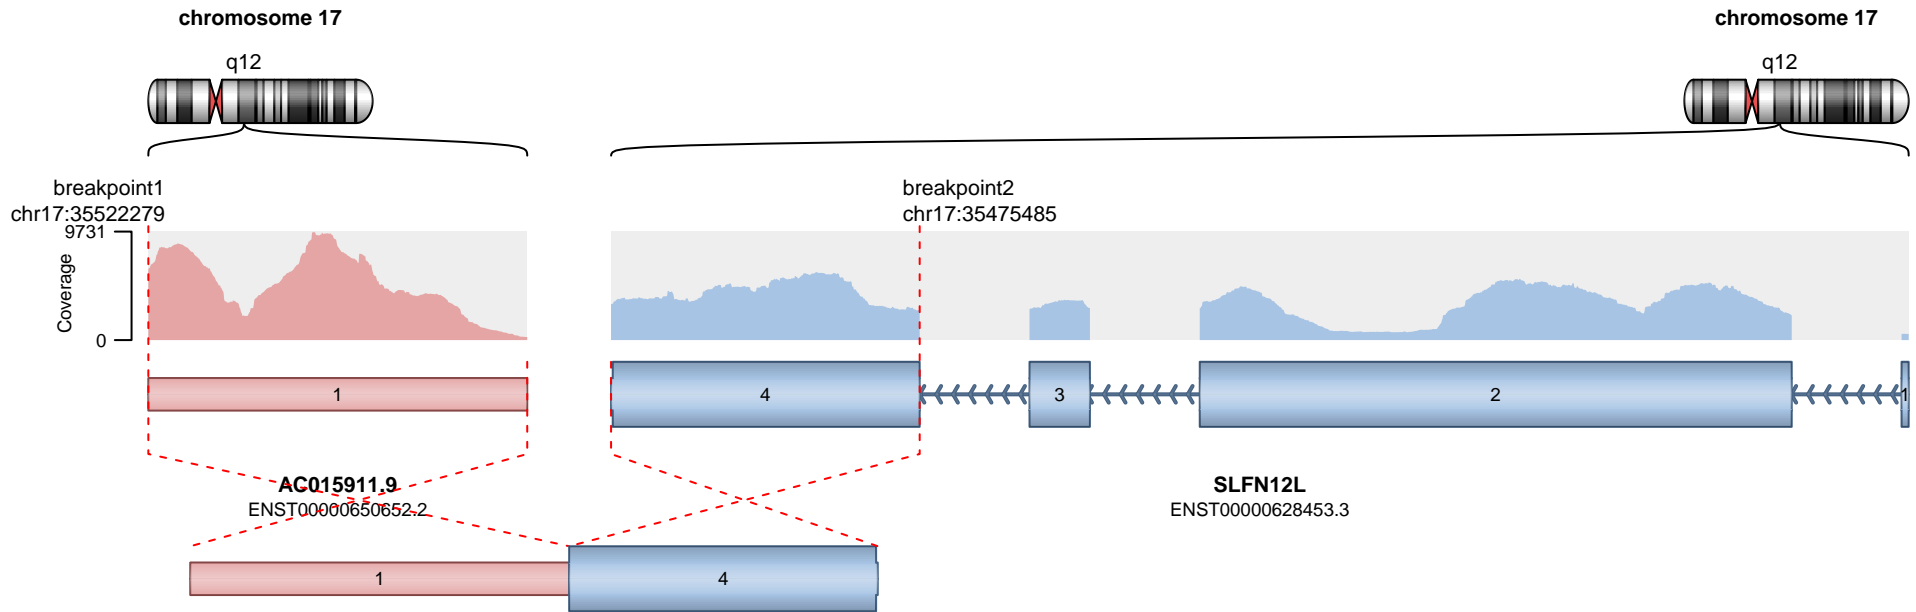 chromosome 17
chromosome 17
q12
q12
breakpoint1
chr17:35522279
breakpoint2
chr17:35475485
9731
Coverage
0
1
4
3
2
1
AC015911.9
ENST00000650652.2
SLFN12L
ENST00000628453.3
1
4